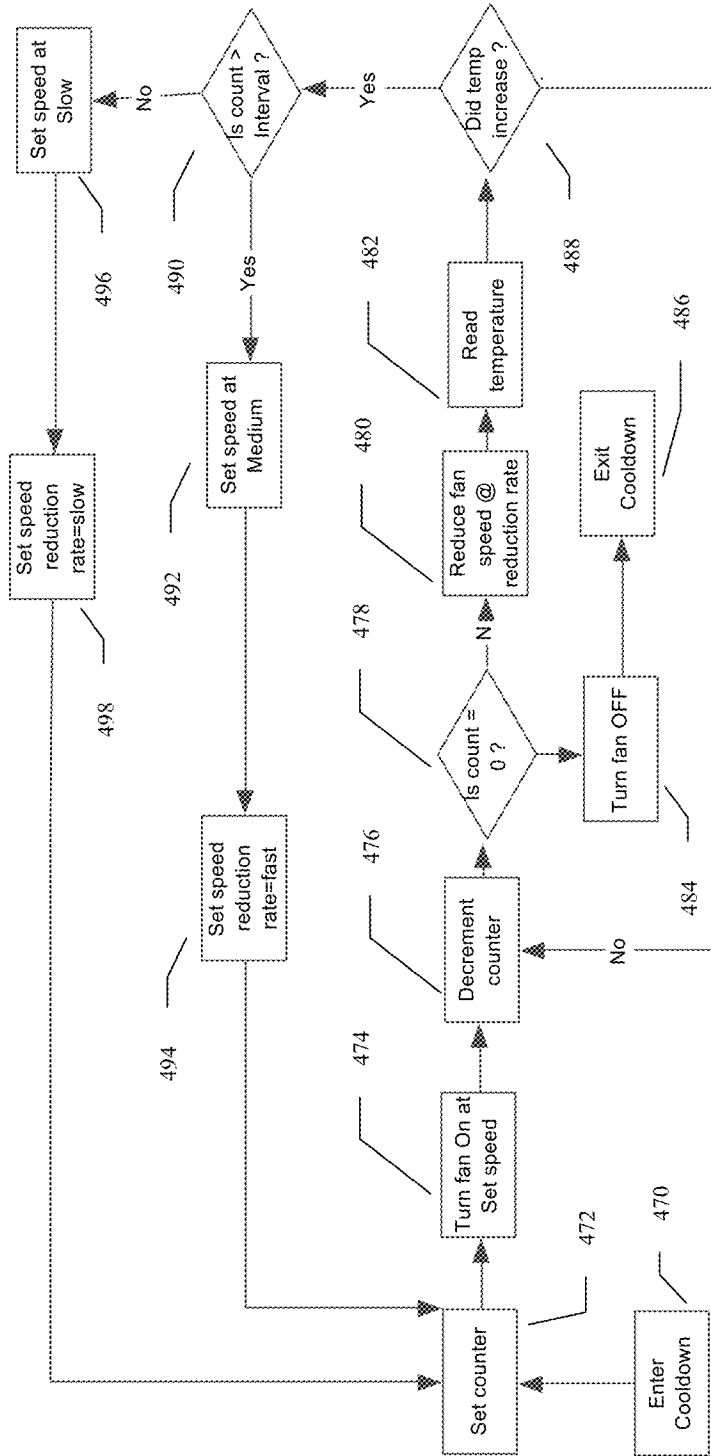 Set speed at
Slow
496
Set speed
reduction
rate=slow
498
No
Is count >
Interval ?
490
Yes
Set speed at
Medium
492
Set speed
reduction
rate=fast
494
Yes
Did temp
increase ?
488
Read
temperature
482
Reduce fan
speed @
reduction rate
480
N
Is count =
0 ?
478
Decrement
counter
476
Turn fan On at
Set speed
474
Set counter
472
Enter
Cooldown
470
Turn fan OFF
484
Exit
Cooldown
486
No